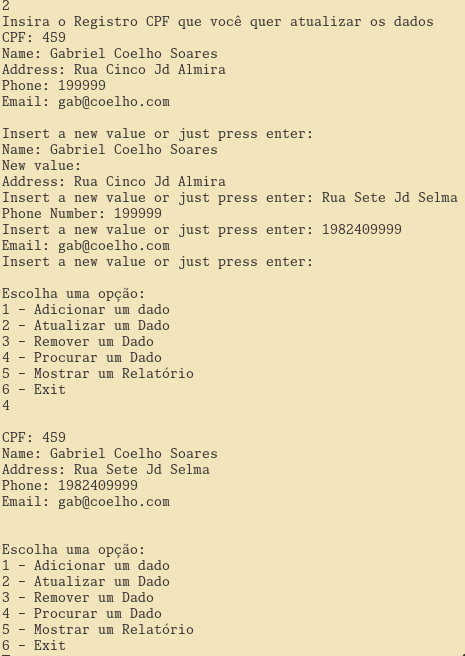 2
Insira o Registro CPF que você quer atualizar os dados
CPF: 459
Name: Gabriel Coelho Soares
Address: Rua Cinco Jd Almira
Phone: 199999
Email: gab@coelho.com
Insert a new value or just press enter:
Name: Gabriel Coelho Soares
New value:
Address: Rua Cinco Jd Almira
Insert a new value or just press enter: Rua Sete Jd Selma
Phone Number: 199999
Insert a new value or just press enter: 1982409999
Email: gab@coelho.com
Insert a new value or just press enter:
Escolha uma opção:
1 - Adicionar um dado
2 - Atualizar um Dado
3 - Remover um Dado
4 - Procurar um Dado
5 - Mostrar um Relatório
6 - Exit
4
CPF: 459
Name: Gabriel Coelho Soares
Address: Rua Sete Jd Selma
Phone: 1982409999
Email: gab@coelho.com
Escolha uma opção:
1 - Adicionar um dado
2 - Atualizar um Dado
3 - Remover um Dado
4 - Procurar um Dado
5 - Mostrar um Relatório
6 - Exit